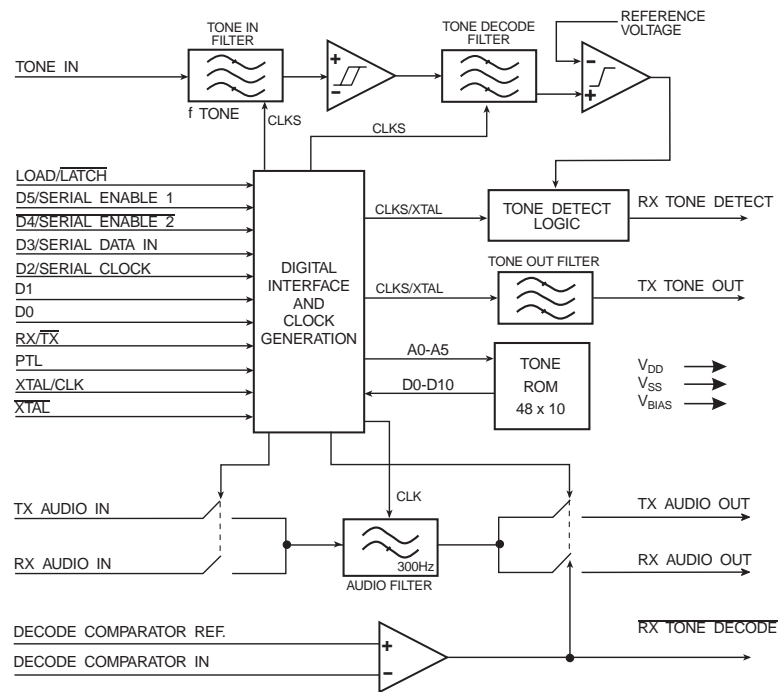 TONE IN FILTER
TONE DECODE FILTER
REFERENCE VOLTAGE
TONE IN
+
−
-
+
f TONE
CLKS
CLKS
LOAD/LATCH
D5/SERIAL ENABLE 1
D4/SERIAL ENABLE 2
D3/SERIAL DATA IN
D2/SERIAL CLOCK
D1
D0
RX/TX
PTL
XTAL/CLK
XTAL
DIGITAL
INTERFACE
AND
CLOCK
GENERATION
CLKS/XTAL
TONE DETECT
LOGIC
RX TONE DETECT
TONE OUT FILTER
CLKS/XTAL
TX TONE OUT
A0-A5
D0-D10
TONE
ROM
48 x 10
VDD
VSS
VBIAS
CLK
TX AUDIO IN
RX AUDIO IN
300Hz
AUDIO FILTER
TX AUDIO OUT
RX AUDIO OUT
DECODE COMPARATOR REF.
DECODE COMPARATOR IN
+
−
RX TONE DECODE